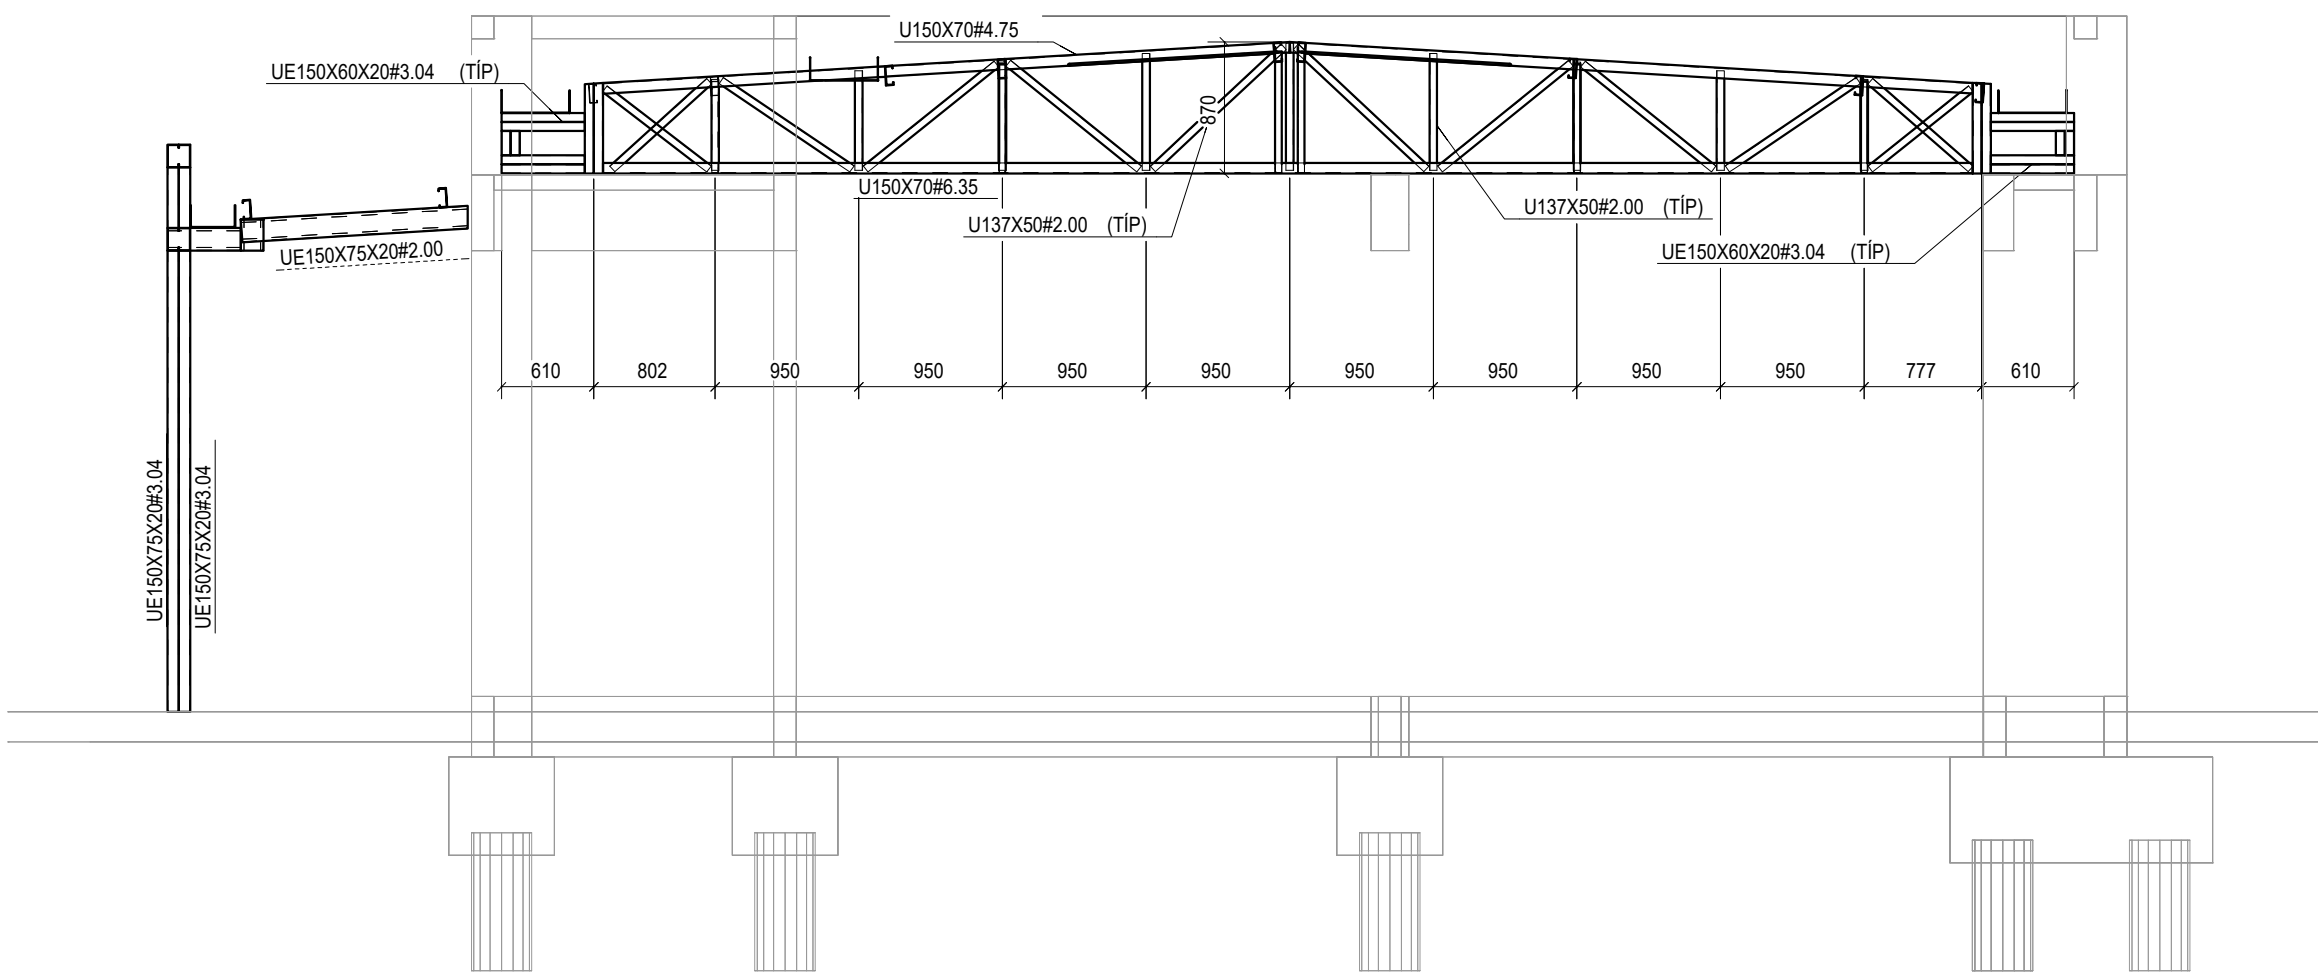 U150X70#4.75
UE150X60X20#3.04 (TÍP)
870
U150X70#6.35
U137X50#2.00 (TÍP)
U137X50#2.00 (TÍP)
UE150X75X20#2.00
UE150X60X20#3.04 (TÍP)
610 802 950 950 950 950 950 950 950 950 777 610
UE150X75X20#3.04
UE150X75X20#3.04